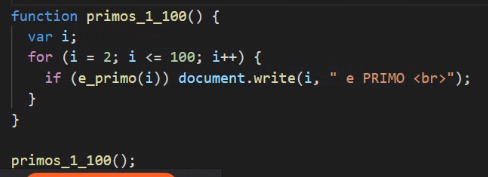 function primos_1_100() {
  var i;
  for (i = 2; i <= 100; i++) {
    if (e_primo(i)) document.write(i, " e PRIMO <br>");
  }
}

primos_1_100();